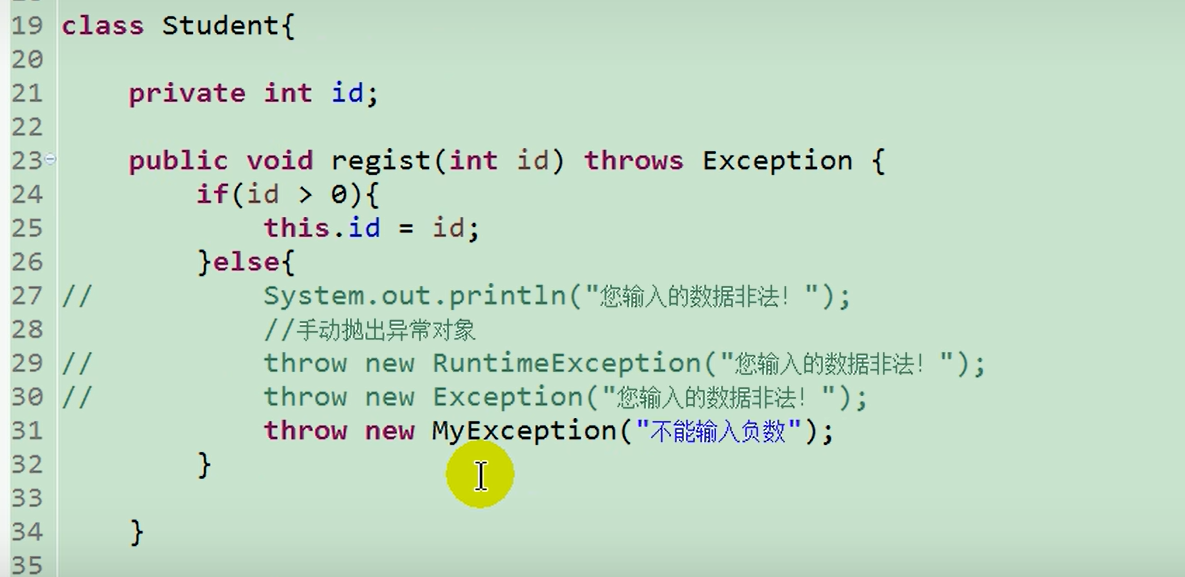 19 class Student{
20
21     private int id;
22
23     public void regist(int id) throws Exception {
24         if(id > 0){
25             this.id = id;
26         }else{
27 //          System.out.println("您输入的数据非法！");
28             //手动抛出异常对象
29 //          throw new RuntimeException("您输入的数据非法！");
30 //          throw new Exception("您输入的数据非法！");
31             throw new MyException("不能输入负数");
32         }
33
34     }
35